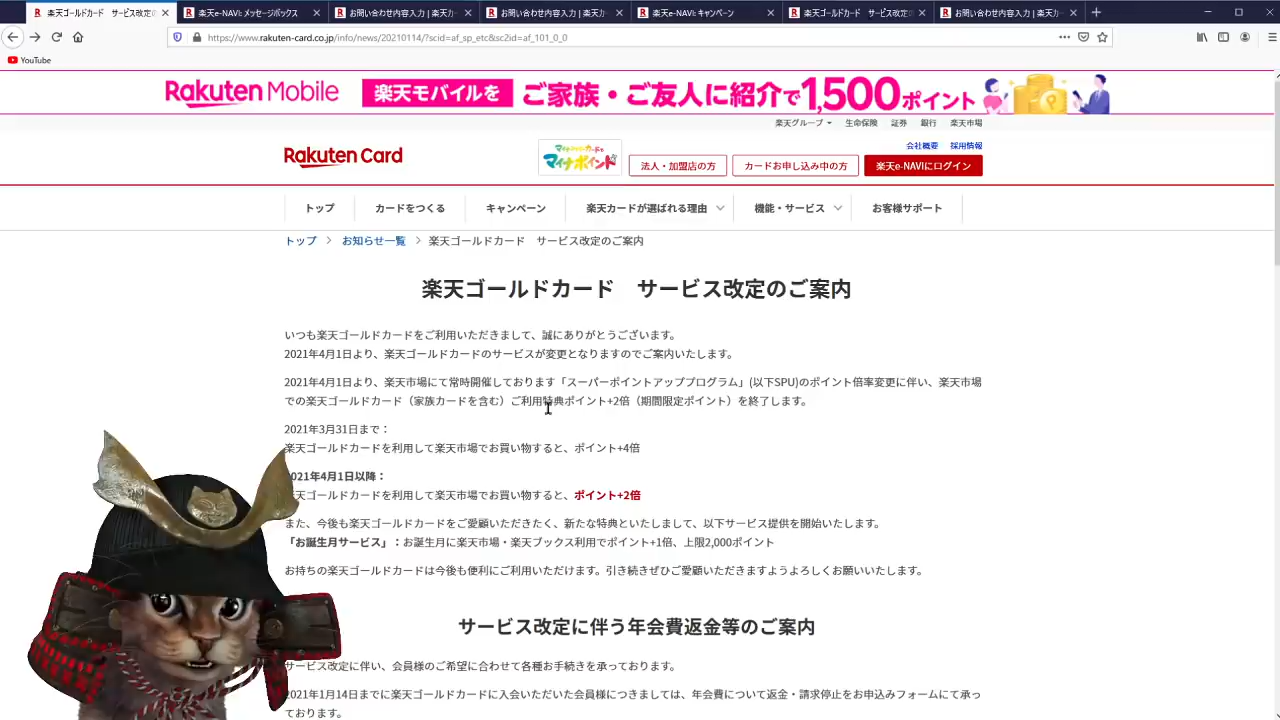 楽天ゴールドカード　サービス改定の
楽天e-NAVI: メッセージボックス
お問い合わせ内容入力 | 楽天カー
お問い合わせ内容入力 | 楽天カー
楽天e-NAVI: キャンペーン
楽天ゴールドカード　サービス改定
お問い合わせ内容入力 | 楽天カー
https://www.rakuten-card.co.jp/info/news/20210114/?scid=af_sp_etc&sc2id=af_101_0_0
YouTube
Rakuten Mobile 楽天モバイルを ご家族・ご友人に紹介で1,500ポイント
楽天グループ 生命保険 証券 銀行 楽天市場
会社概要 採用情報
Rakuten Card マイナポイント 法人・加盟店の方 カードお申し込み中の方 楽天e-NAVIにログイン
トップ カードをつくる キャンペーン 楽天カードが選ばれる理由 機能・サービス お客様サポート
トップ > お知らせ一覧 > 楽天ゴールドカード　サービス改定のご案内
楽天ゴールドカード　サービス改定のご案内
いつも楽天ゴールドカードをご利用いただきまして、誠にありがとうございます。
2021年4月1日より、楽天ゴールドカードのサービスが変更となりますのでご案内いたします。
2021年4月1日より、楽天市場にて常時開催しております「スーパーポイントアッププログラム」(以下SPU)のポイント倍率変更に伴い、楽天市場
での楽天ゴールドカード（家族カードを含む）ご利用特典ポイント+2倍（期間限定ポイント）を終了します。
2021年3月31日まで：
楽天ゴールドカードを利用して楽天市場でお買い物すると、ポイント+4倍
2021年4月1日以降：
天ゴールドカードを利用して楽天市場でお買い物すると、ポイント+2倍
また、今後も楽天ゴールドカードをご愛顧いただきたく、新たな特典といたしまして、以下サービス提供を開始いたします。
「お誕生月サービス」：お誕生月に楽天市場・楽天ブックス利用でポイント+1倍、上限2,000ポイント
お持ちの楽天ゴールドカードは今後も便利にご利用いただけます。引き続きぜひご愛顧いただきますようよろしくお願いいたします。
サービス改定に伴う年会費返金等のご案内
サービス改定に伴い、会員様のご希望に合わせて各種お手続きを承っております。
2021年1月14日までに楽天ゴールドカードに入会いただいた会員様につきましては、年会費について返金・請求停止をお申込みフォームにて承っ
ております。